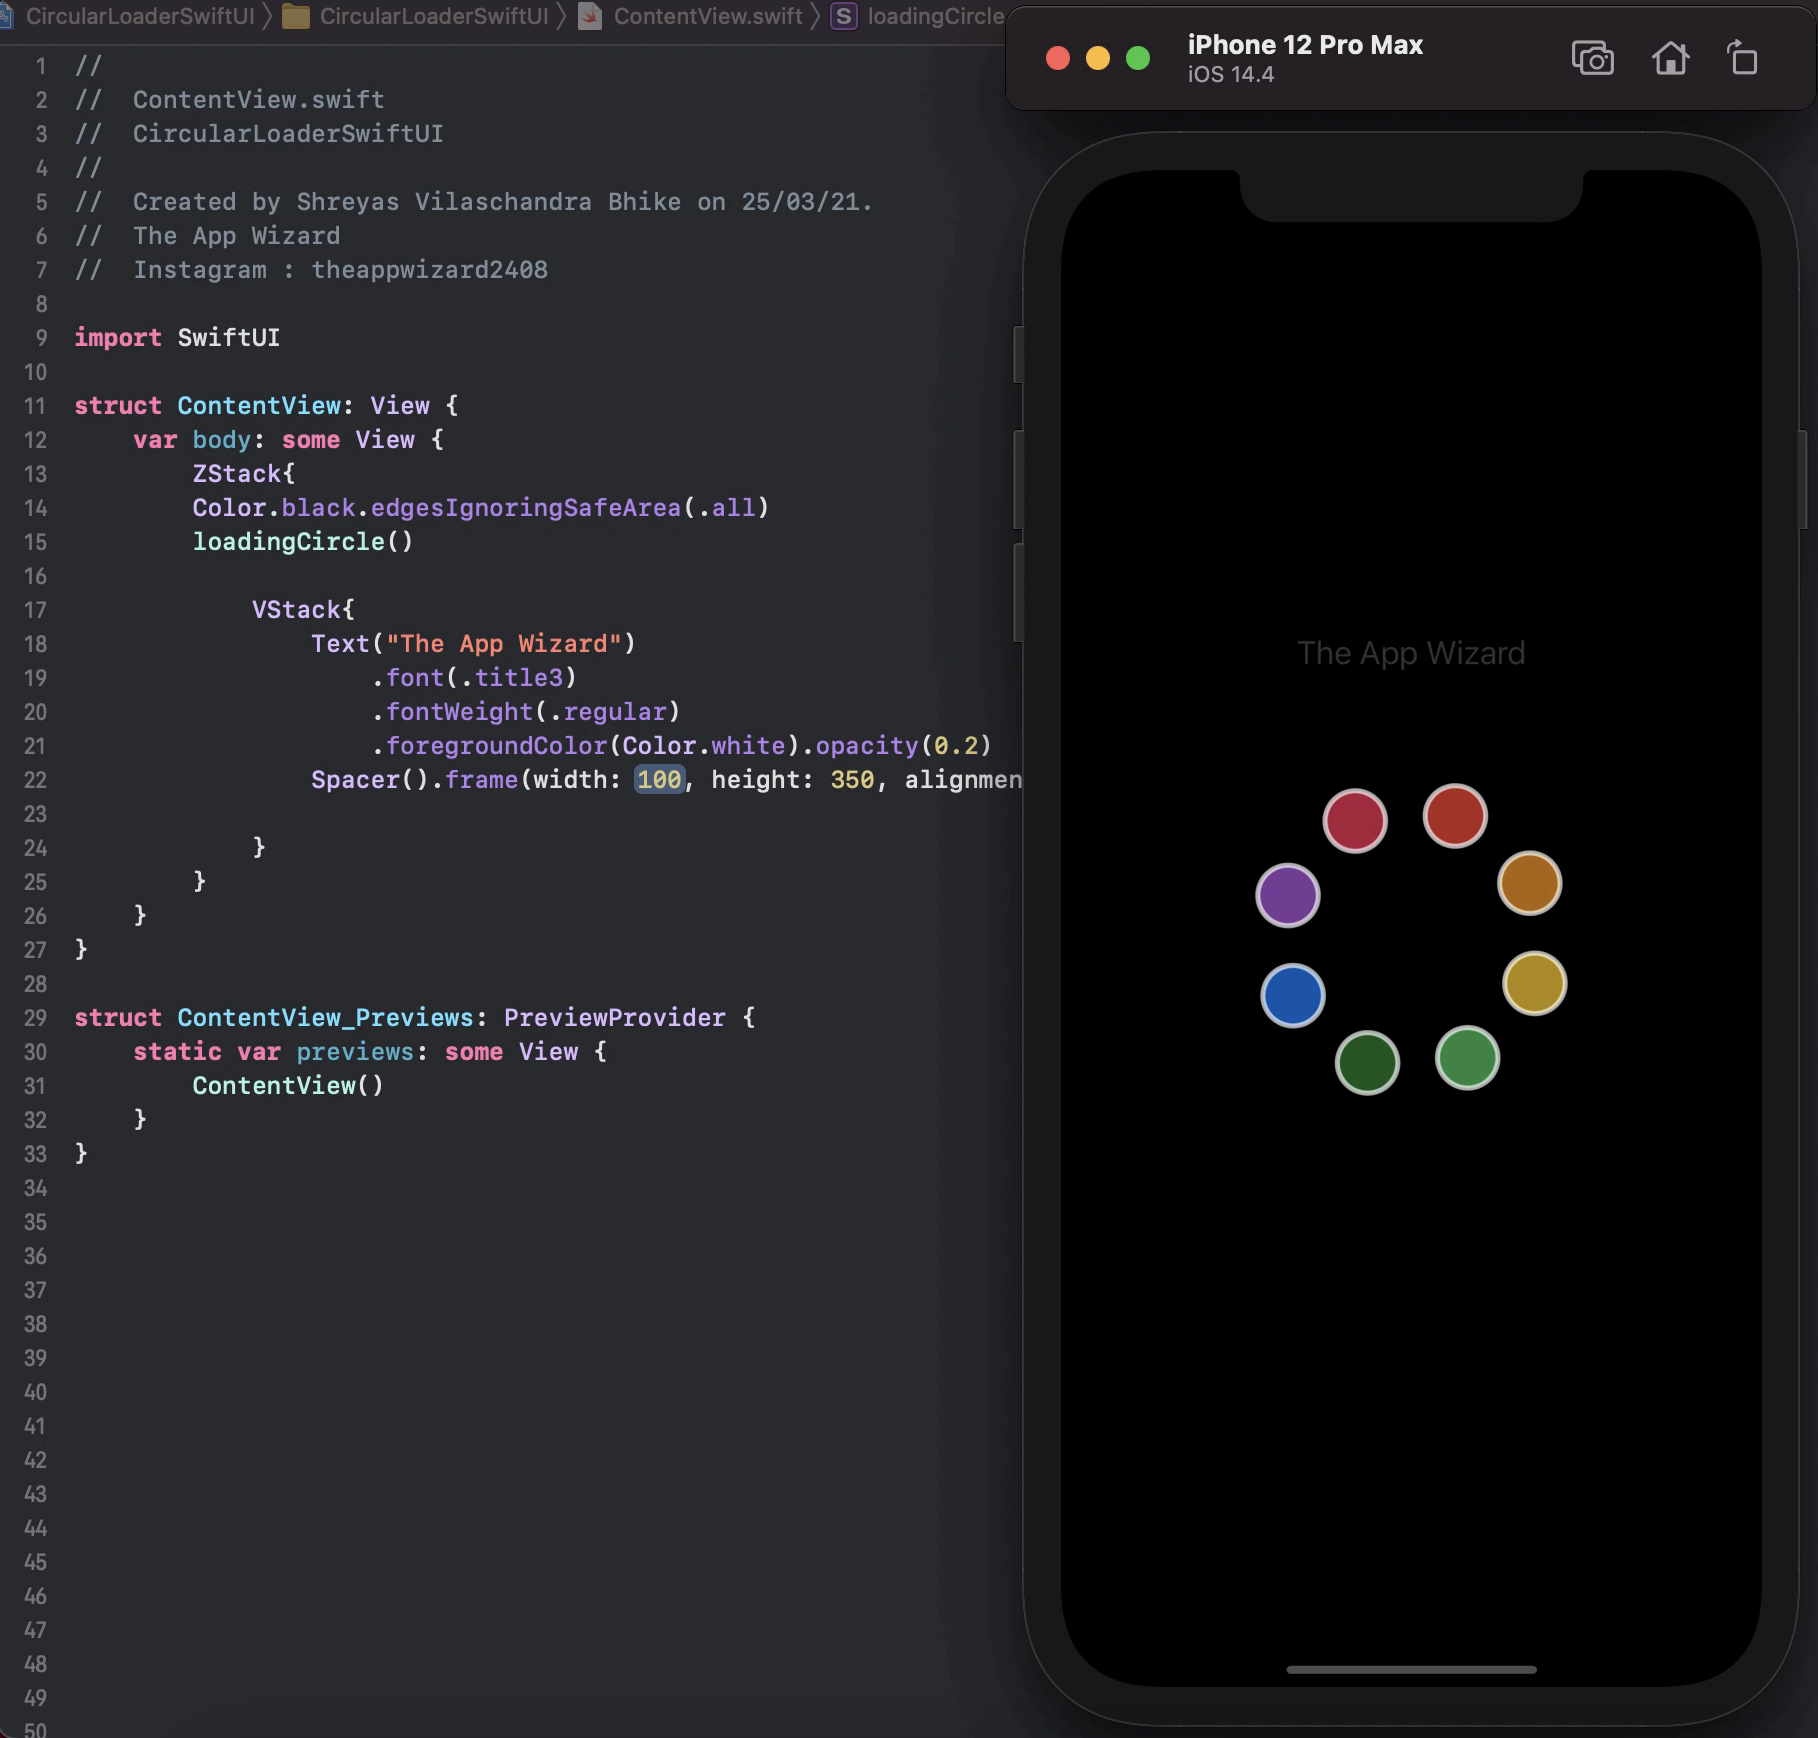 CircularLoaderSwiftUI 〉 CircularLoaderSwiftUI 〉 ContentView.swift 〉 S loadingCircle
1 //
2 //  ContentView.swift
3 //  CircularLoaderSwiftUI
4 //
5 //  Created by Shreyas Vilaschandra Bhike on 25/03/21.
6 //  The App Wizard
7 //  Instagram : theappwizard2408
8
9 import SwiftUI
10
11 struct ContentView: View {
12     var body: some View {
13         ZStack{
14         Color.black.edgesIgnoringSafeArea(.all)
15         loadingCircle()
16
17             VStack{
18                 Text("The App Wizard")
19                     .font(.title3)
20                     .fontWeight(.regular)
21                     .foregroundColor(Color.white).opacity(0.2)
22                 Spacer().frame(width: 100, height: 350, alignmen
23
24             }
25         }
26     }
27 }
28
29 struct ContentView_Previews: PreviewProvider {
30     static var previews: some View {
31         ContentView()
32     }
33 }
34
35
36
37
38
39
40
41
42
43
44
45
46
47
48
49
50
iPhone 12 Pro Max
iOS 14.4
The App Wizard